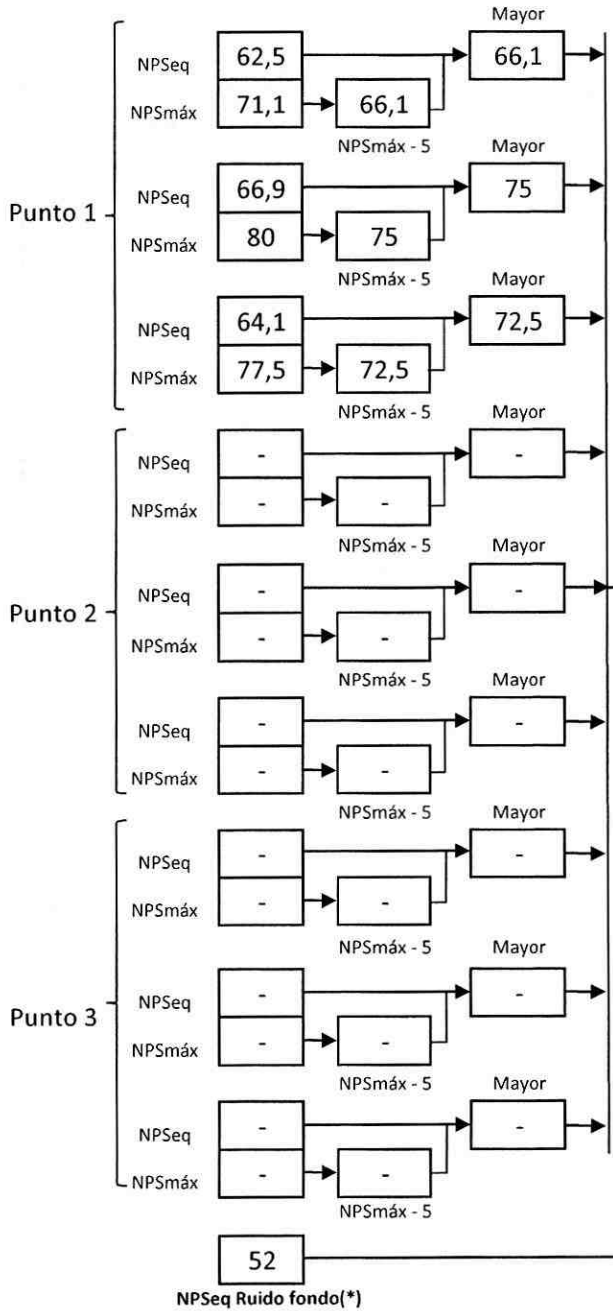 Mayor
NPSeq 62,5 66,1
NPSmáx 71,1 66,1
NPSmáx - 5
Mayor
NPSeq 66,9 75
Punto 1
NPSmáx 80 75
NPSmáx - 5
Mayor
NPSeq 64,1 72,5
NPSmáx 77,5 72,5
NPSmáx - 5
Mayor
NPSeq - -
NPSmáx - -
NPSmáx - 5
Mayor
NPSeq - -
Punto 2
NPSmáx - -
NPSmáx - 5
Mayor
NPSeq - -
NPSmáx - -
NPSmáx - 5
Mayor
NPSeq - -
NPSmáx - -
NPSmáx - 5
Mayor
NPSeq - -
Punto 3
NPSmáx - -
NPSmáx - 5
Mayor
NPSeq - -
NPSmáx - -
NPSmáx - 5
52
NPSeq Ruido fondo(*)